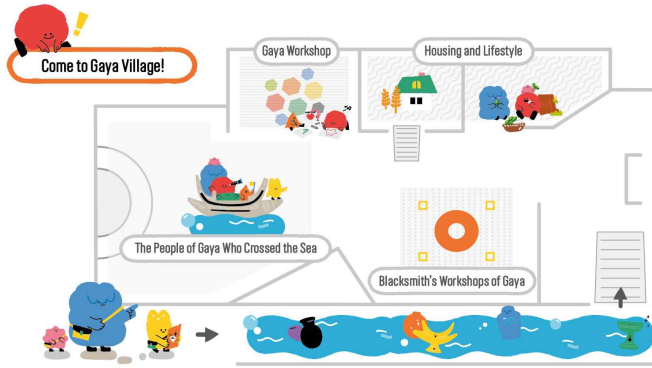 Come to Gaya Village!
Gaya Workshop
Housing and Lifestyle
The People of Gaya Who Crossed the Sea
Blacksmith's Workshops of Gaya